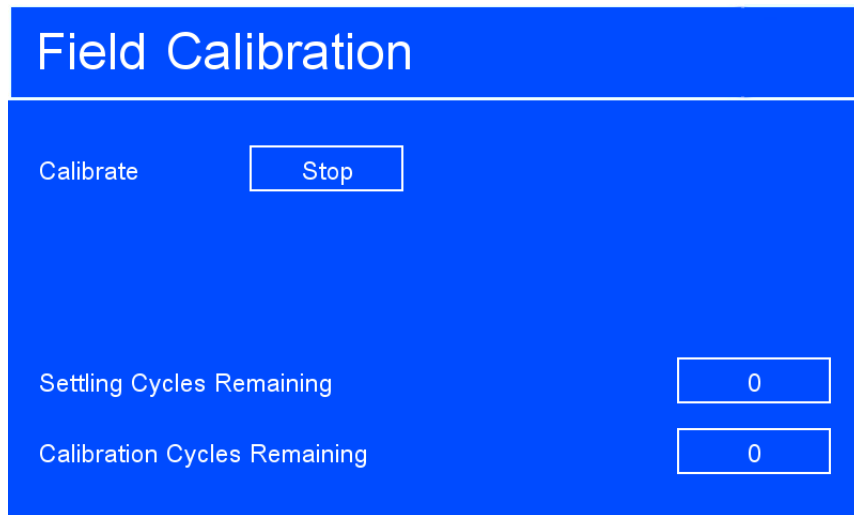 Field Calibration
Calibrate Stop
Settling Cycles Remaining 0
Calibration Cycles Remaining 0